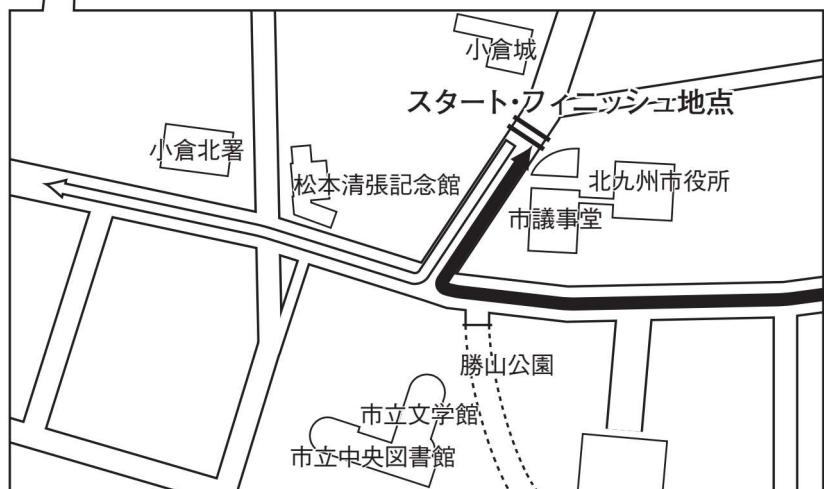 小倉城
スタート・フィニッシュ地点
小倉北署
松本清張記念館
北九州市役所
市議事堂
勝山公園
市立文学館
市立中央図書館